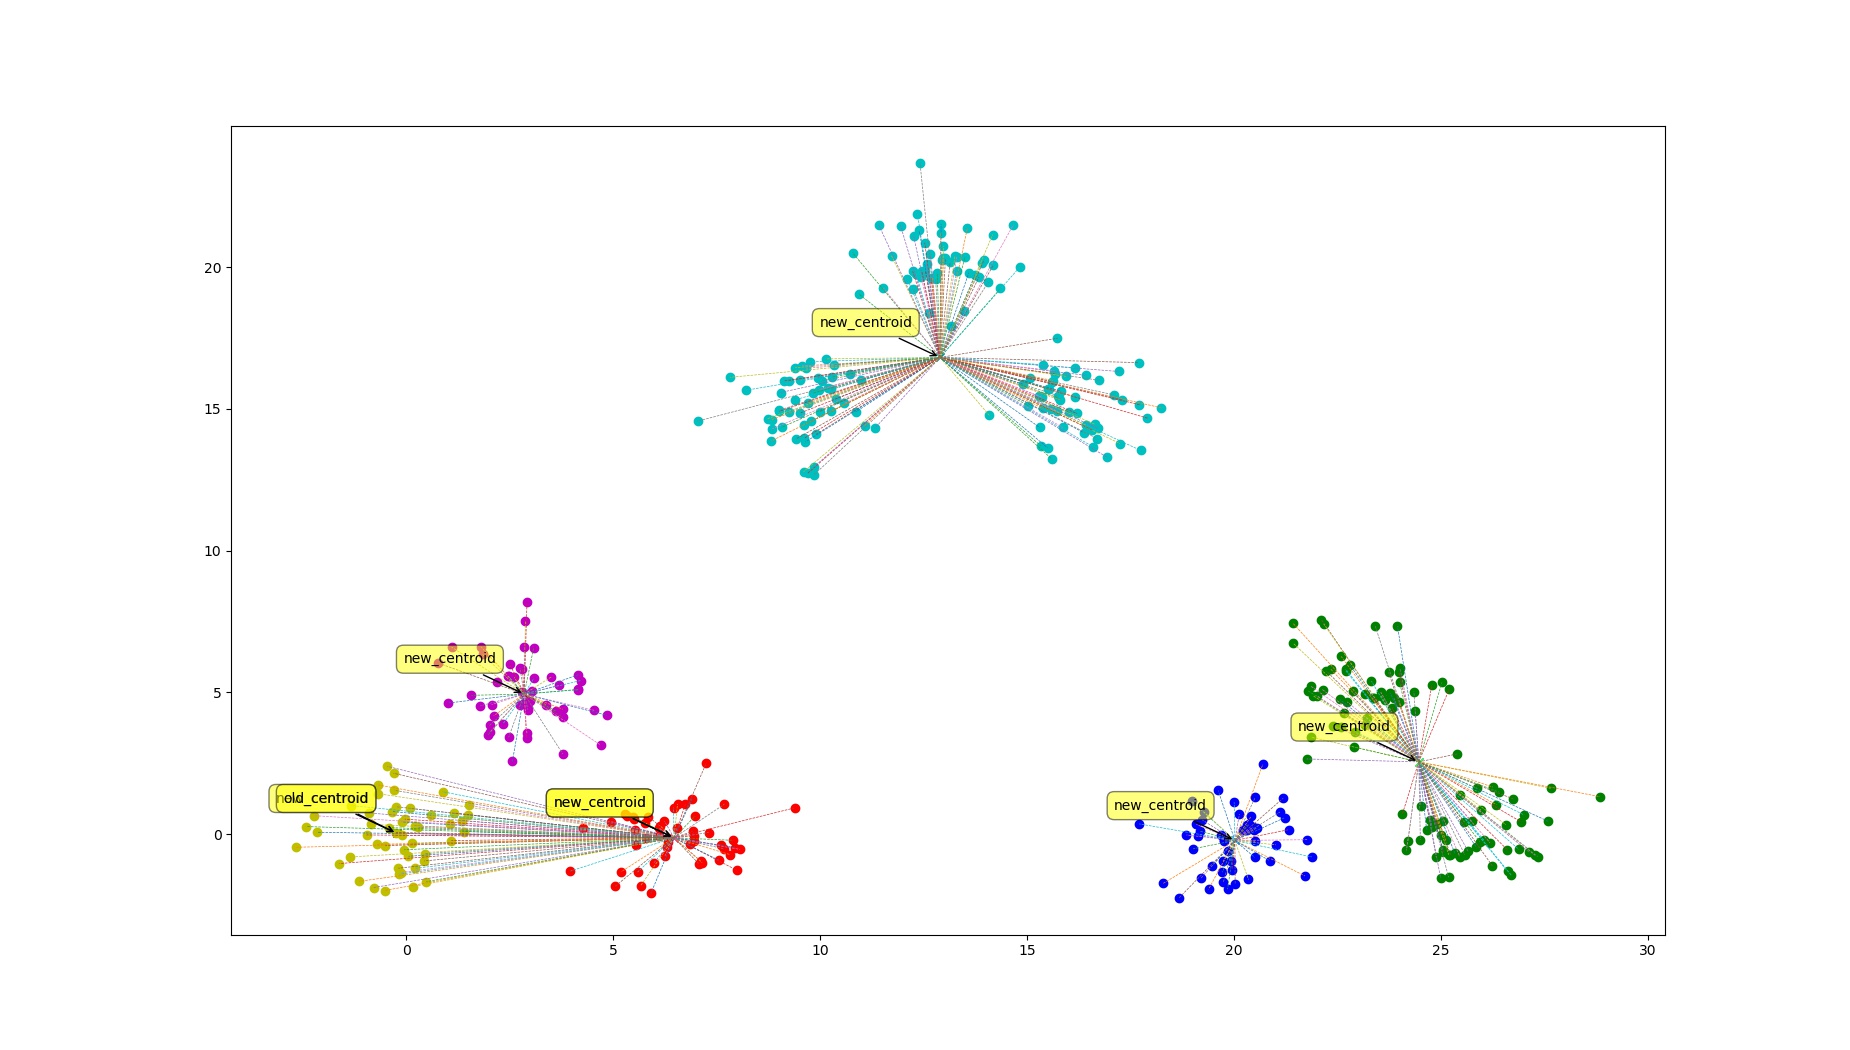 20
new_centroid
15
10
new_centroid
5
new_centroid
old_centroid
new_centroid
new_centroid
0
0 5 10 15 20 25 30